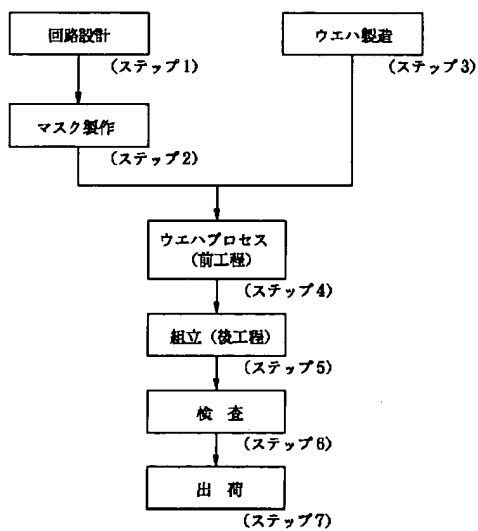 回路設計
(ステップ1)
ウエハ製造
(ステップ3)
マスク製作
(ステップ2)
ウエハプロセス
(前工程)
(ステップ4)
組立(後工程)
(ステップ5)
検 査
(ステップ6)
出 荷
(ステップ7)